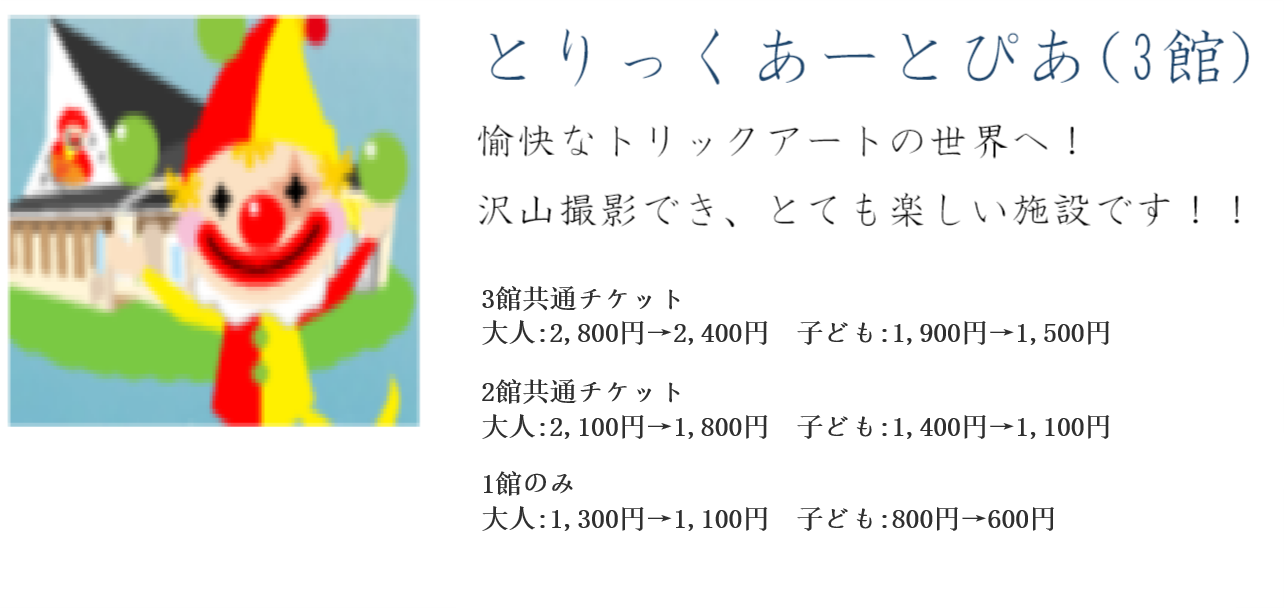 とりっくあーとぴあ(3館)
愉快なトリックアートの世界へ！
沢山撮影でき、とても楽しい施設です！！
3館共通チケット
大人:2,800円→2,400円　子ども:1,900円→1,500円
2館共通チケット
大人:2,100円→1,800円　子ども:1,400円→1,100円
1館のみ
大人:1,300円→1,100円　子ども:800円→600円